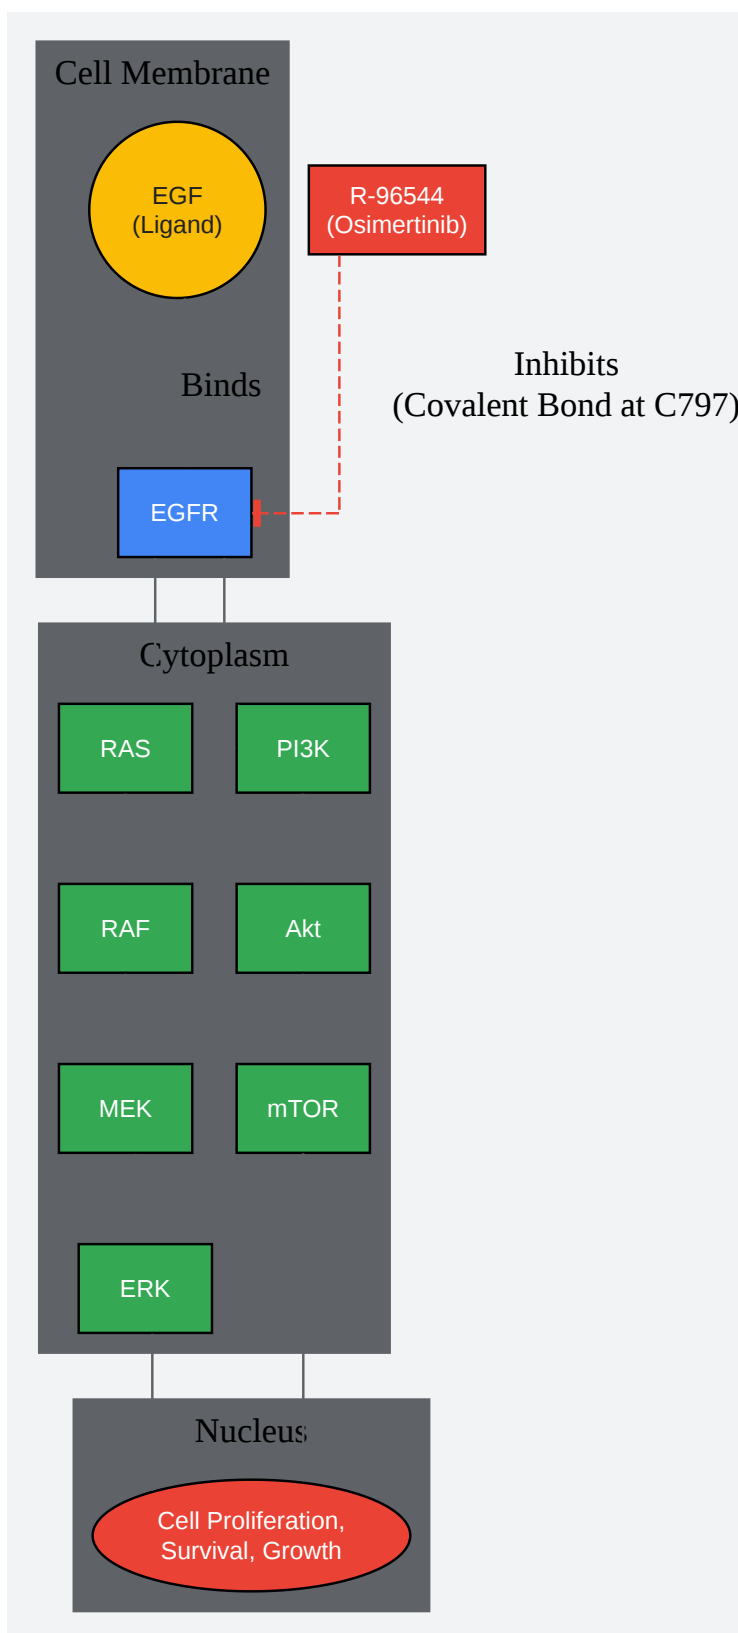 Cell Membrane
EGF
(Ligand)
R-96544
(Osimertinib)
Inhibits
(Covalent Bond at C797)
Binds
EGFR
Cytoplasm
RAS
PI3K
RAF
Akt
MEK
mTOR
ERK
Nucleus
Cell Proliferation,
Survival, Growth